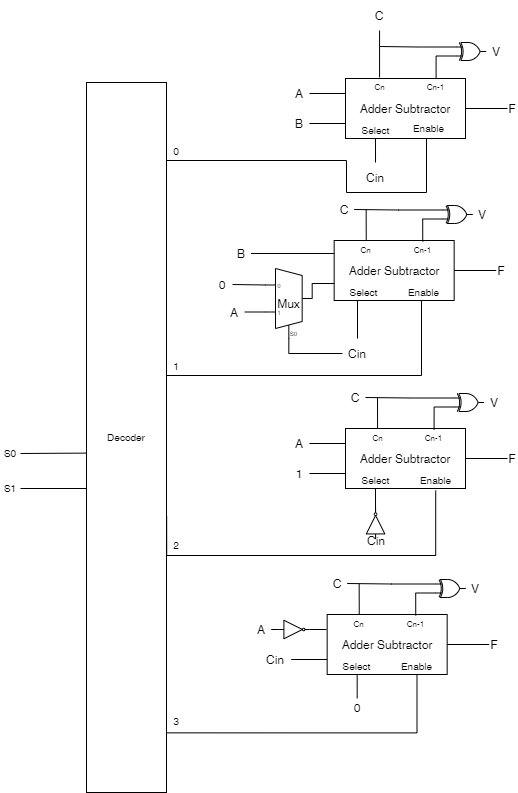 C
V
Cn Cn-1
A
Adder Subtractor F
B
Select Enable
0
Cin
C V
Cn Cn-1
B
Adder Subtractor F
0 0
Mux
Select Enable
A 1
S0
Cin
1
C V
Cn Cn-1
Decoder
A
Adder Subtractor F
S0
1
Select Enable
S1
Cin
2
C V
Cn Cn-1
A
Adder Subtractor F
Cin
Select Enable
0
3